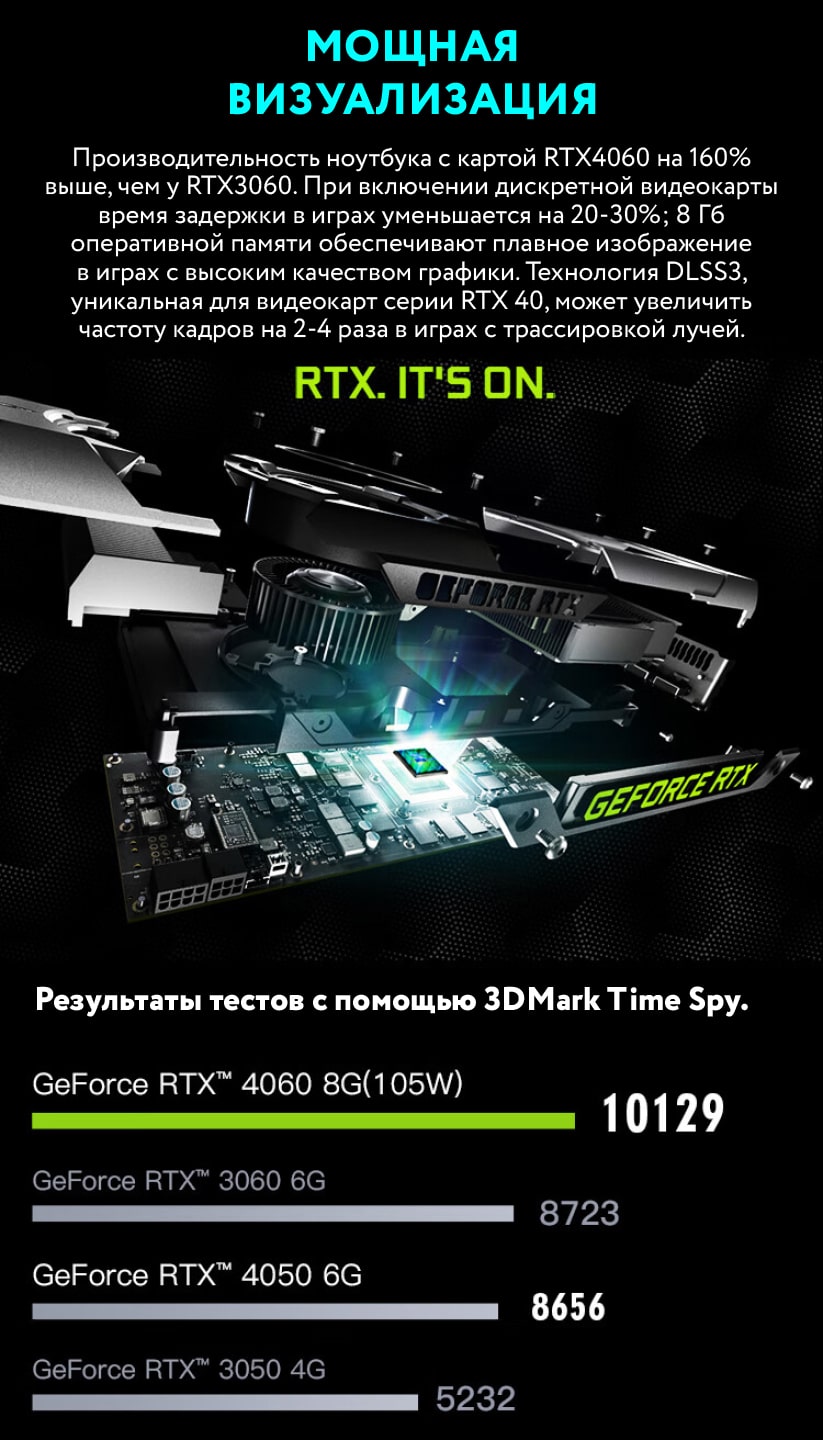 МОЩНАЯ
ВИЗУАЛИЗАЦИЯ
Производительность ноутбука с картой RTX4060 на 160%
выше, чем у RTX3060. При включении дискретной видеокарты
время задержки в играх уменьшается на 20-30%; 8 Гб
оперативной памяти обеспечивают плавное изображение
в играх с высоким качеством графики. Технология DLSS3,
уникальная для видеокарт серии RTX 40, может увеличить
частоту кадров на 2-4 раза в играх с трассировкой лучей.
RTX. IT'S ON.
GEFORCE RTX
GEFORCE RTX
Результаты тестов с помощью 3DMark Time Spy.
GeForce RTX™ 4060 8G(105W)
10129
GeForce RTX™ 3060 6G
8723
GeForce RTX™ 4050 6G
8656
GeForce RTX™ 3050 4G
5232